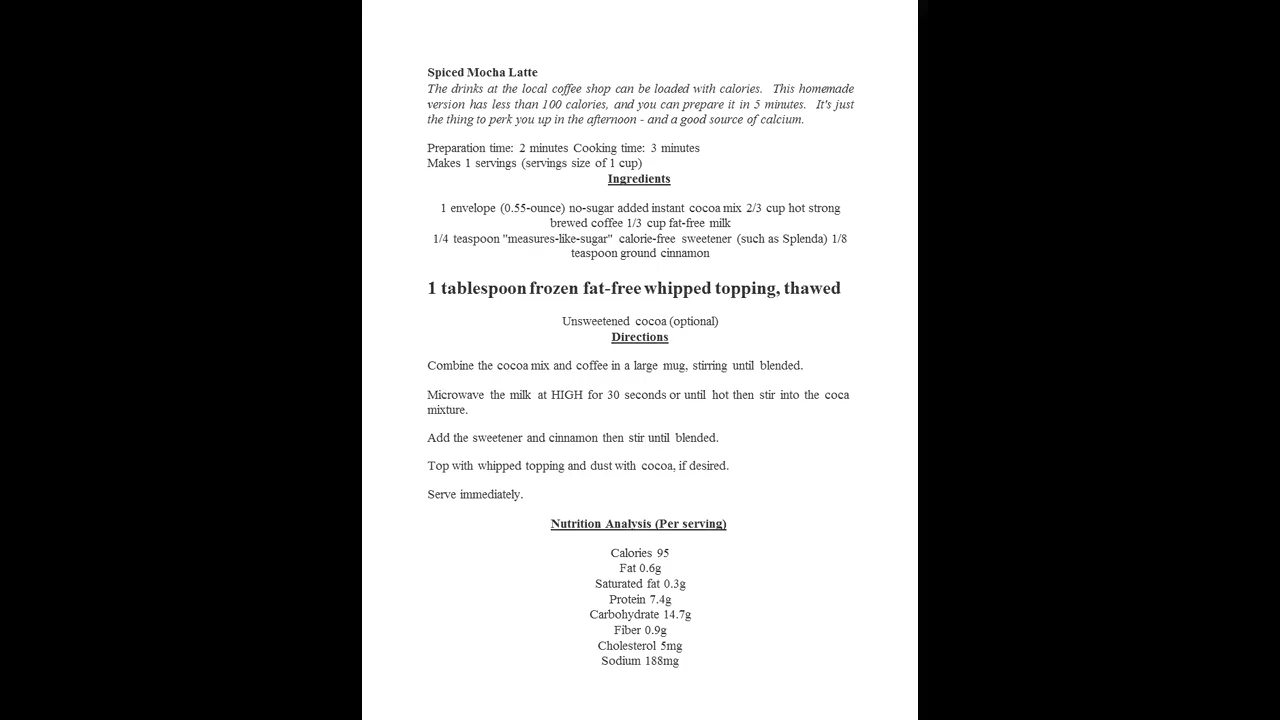 Spiced Mocha Latte
The drinks at the local coffee shop can be loaded with calories. This homemade
version has less than 100 calories, and you can prepare it in 5 minutes. It's just
the thing to perk you up in the afternoon - and a good source of calcium.
Preparation time: 2 minutes Cooking time: 3 minutes
Makes 1 servings (servings size of 1 cup)
Ingredients
1 envelope (0.55-ounce) no-sugar added instant cocoa mix 2/3 cup hot strong
brewed coffee 1/3 cup fat-free milk
1/4 teaspoon "measures-like-sugar" calorie-free sweetener (such as Splenda) 1/8
teaspoon ground cinnamon
1 tablespoon frozen fat-free whipped topping, thawed
Unsweetened cocoa (optional)
Directions
Combine the cocoa mix and coffee in a large mug, stirring until blended.
Microwave the milk at HIGH for 30 seconds or until hot then stir into the coca
mixture.
Add the sweetener and cinnamon then stir until blended.
Top with whipped topping and dust with cocoa, if desired.
Serve immediately.
Nutrition Analysis (Per serving)
Calories 95
Fat 0.6g
Saturated fat 0.3g
Protein 7.4g
Carbohydrate 14.7g
Fiber 0.9g
Cholesterol 5mg
Sodium 188mg